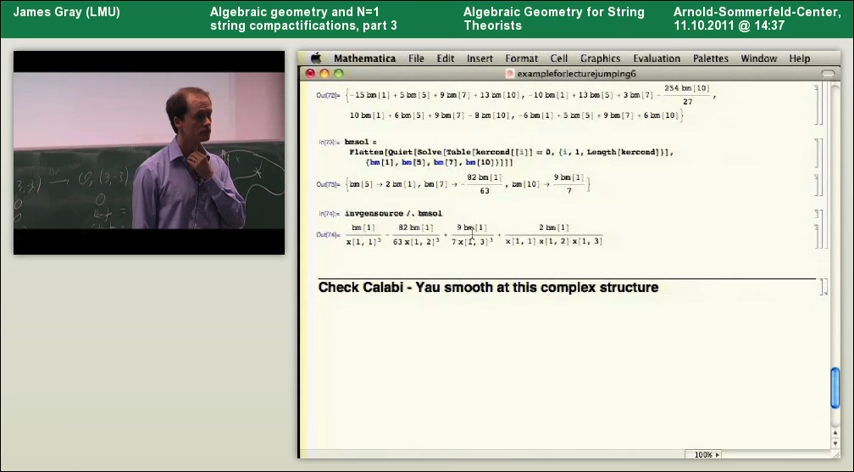 James Gray (LMU)
Algebraic geometry and N=1
string compactifications, part 3
Algebraic Geometry for String
Theorists
Arnold-Sommerfeld-Center,
11.10.2011 @ 14:37
Mathematica File Edit Insert Format Cell Graphics Evaluation Palettes Window Help
exampleforlecturejumping6
Out[72]= {-15 bm[1] + 5 bm[5] + 9 bm[7] + 13 bm[10], -10 bm[1] + 13 bm[5] + 3 bm[7] - 254 bm[10] / 27,
10 bm[1] + 6 bm[5] + 9 bm[7] - 8 bm[10], -6 bm[1] + 5 bm[5] + 9 bm[7] + 6 bm[10]}
In[73]:= bmsol =
Flatten[Quiet[Solve[Table[kercond[[i]] == 0, {i, 1, Length[kercond]}],
{bm[1], bm[5], bm[7], bm[10]}]]]
Out[73]= {bm[5] → 2 bm[1], bm[7] → - 82 bm[1] / 63, bm[10] → 9 bm[1] / 7}
In[74]:= invgensource /. bmsol
Out[74]= bm[1] / x[1, 1]³ - 82 bm[1] / 63 x[1, 2]³ + 9 bm[1] / 7 x[1, 3]³ + 2 bm[1] / x[1, 1] x[1, 2] x[1, 3]
Check Calabi - Yau smooth at this complex structure
100%